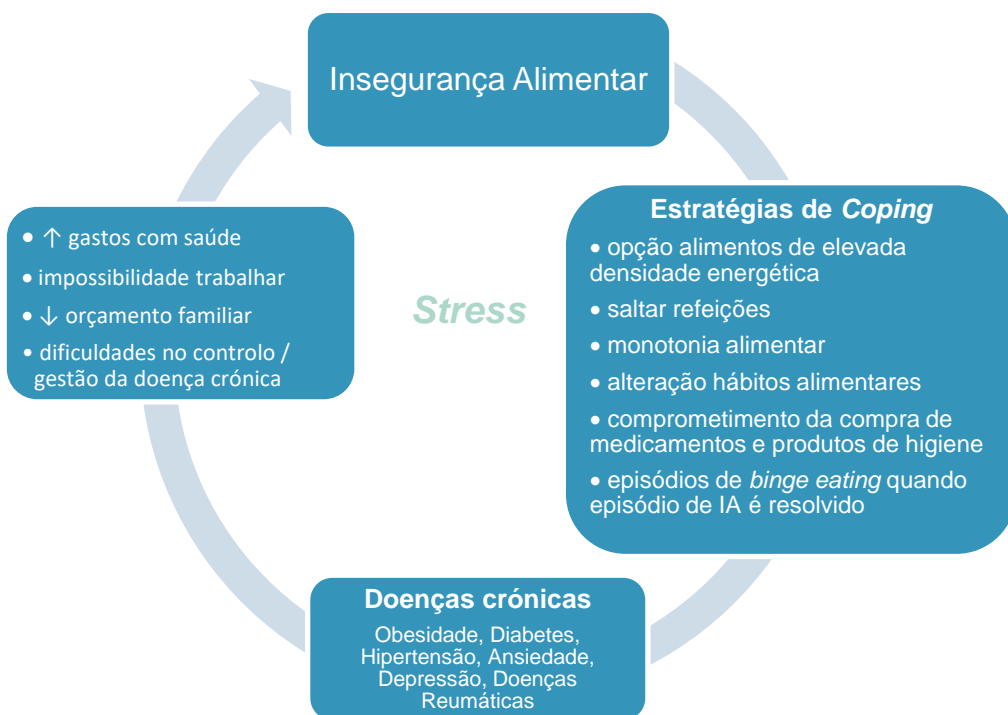 Insegurança Alimentar
Estratégias de Coping
• opção alimentos de elevada
densidade energética
• saltar refeições
• monotonia alimentar
• alteração hábitos alimentares
• comprometimento da compra de
medicamentos e produtos de higiene
• episódios de binge eating quando
episódio de IA é resolvido
Doenças crónicas
Obesidade, Diabetes,
Hipertensão, Ansiedade,
Depressão, Doenças
Reumáticas
• ↑ gastos com saúde
• impossibilidade trabalhar
• ↓ orçamento familiar
• dificuldades no controlo /
gestão da doença crónica
Stress